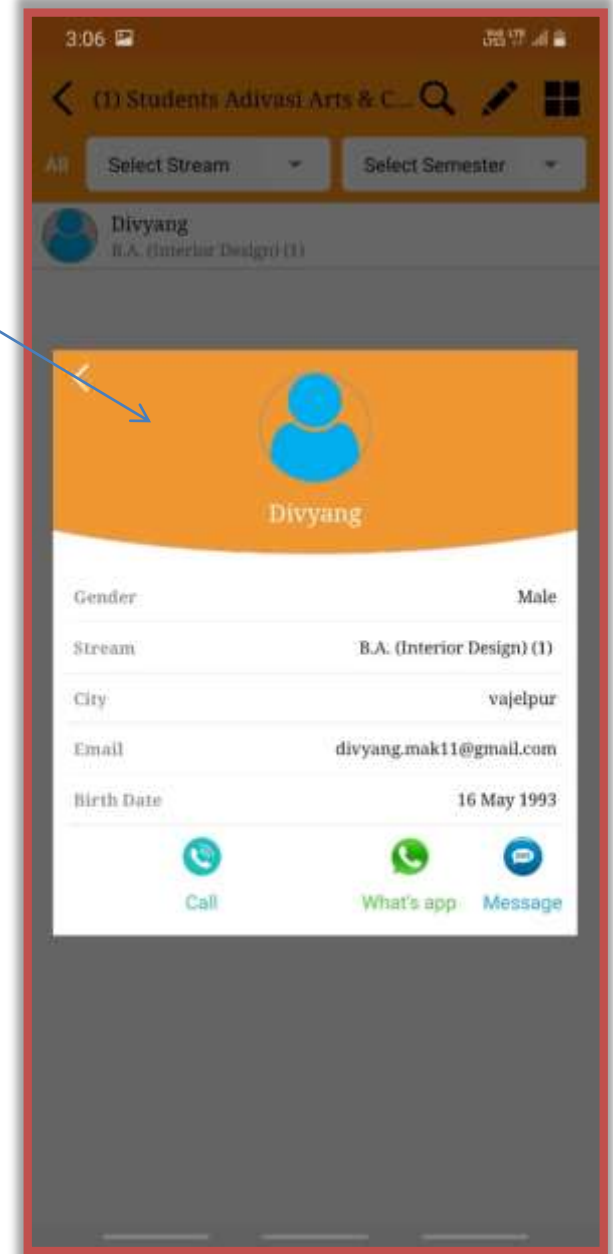 3:06
(1) Students Adivasi Arts & C...
All Select Stream Select Semester
Divyang
B.A. (Interior Design) (1)
Divyang
Gender Male
Stream B.A. (Interior Design) (1)
City vajelpur
Email divyang.mak11@gmail.com
Birth Date 16 May 1993
Call What's app Message